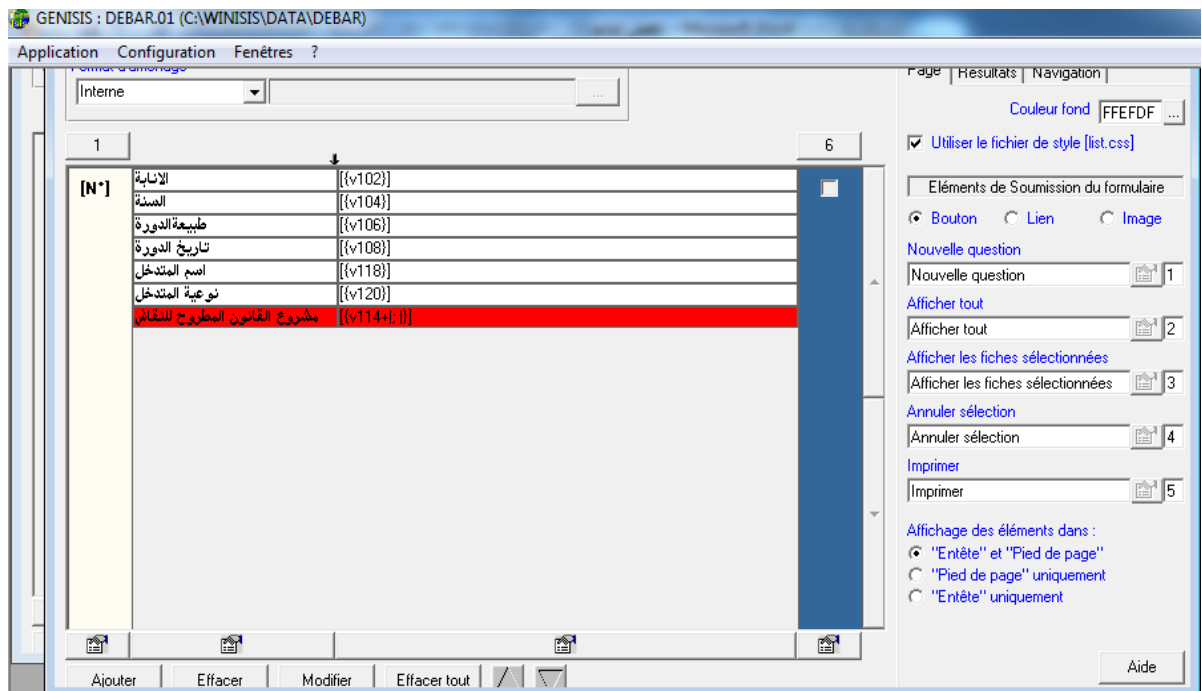 GENISIS : DEBAR.01 (C:\WINISIS\DATA\DEBAR)
Application Configuration Fenêtres ?
Format d'affichage
Interne
...
1
6
[N°]
الانابة [{v102}]
السنة [{v104}]
طبيعةالدورة [{v106}]
تاريخ الدورة [{v108}]
اسم المتدخل [{v118}]
نوعية المتدخل [{v120}]
مشروع القانون المطروح للنقاش [{v114+|; |}]
Ajouter Effacer Modifier Effacer tout
Page Résultats Navigation
Couleur fond FFEFDF ...
Utiliser le fichier de style [list.css]
Eléments de Soumission du formulaire
Bouton Lien Image
Nouvelle question
Nouvelle question 1
Afficher tout
Afficher tout 2
Afficher les fiches sélectionnées
Afficher les fiches sélectionnées 3
Annuler sélection
Annuler sélection 4
Imprimer
Imprimer 5
Affichage des éléments dans :
"Entête" et "Pied de page"
"Pied de page" uniquement
"Entête" uniquement
Aide